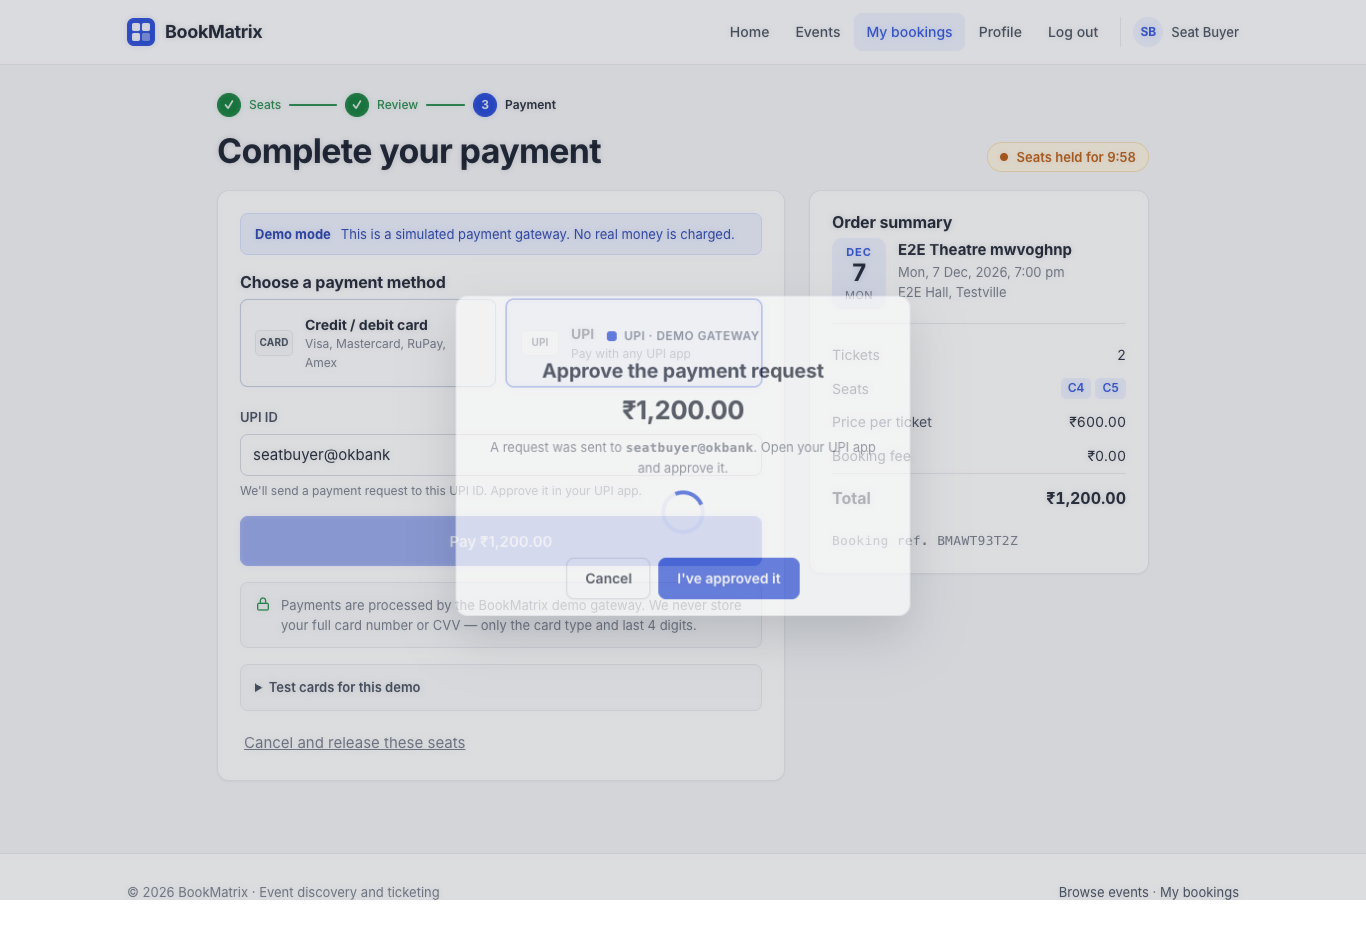 BookMatrix
Home Events My bookings Profile Log out SB Seat Buyer
Seats Review 3 Payment
Complete your payment
Seats held for 9:58
Demo mode This is a simulated payment gateway. No real money is charged.
Choose a payment method
CARD
Credit / debit card
Visa, Mastercard, RuPay,
Amex
UPI
UPI
Pay with any UPI app
UPI ID
seatbuyer@okbank
We'll send a payment request to this UPI ID. Approve it in your UPI app.
Pay ₹1,200.00
Payments are processed by the BookMatrix demo gateway. We never store
your full card number or CVV — only the card type and last 4 digits.
Test cards for this demo
Cancel and release these seats
UPI · DEMO GATEWAY
Approve the payment request
₹1,200.00
A request was sent to seatbuyer@okbank. Open your UPI app
and approve it.
Cancel I've approved it
Order summary
DEC
7
MON
E2E Theatre mwvoghnp
Mon, 7 Dec, 2026, 7:00 pm
E2E Hall, Testville
Tickets 2
Seats C4 C5
Price per ticket ₹600.00
Booking fee ₹0.00
Total ₹1,200.00
Booking ref. BMAWT93T2Z
© 2026 BookMatrix · Event discovery and ticketing
Browse events · My bookings